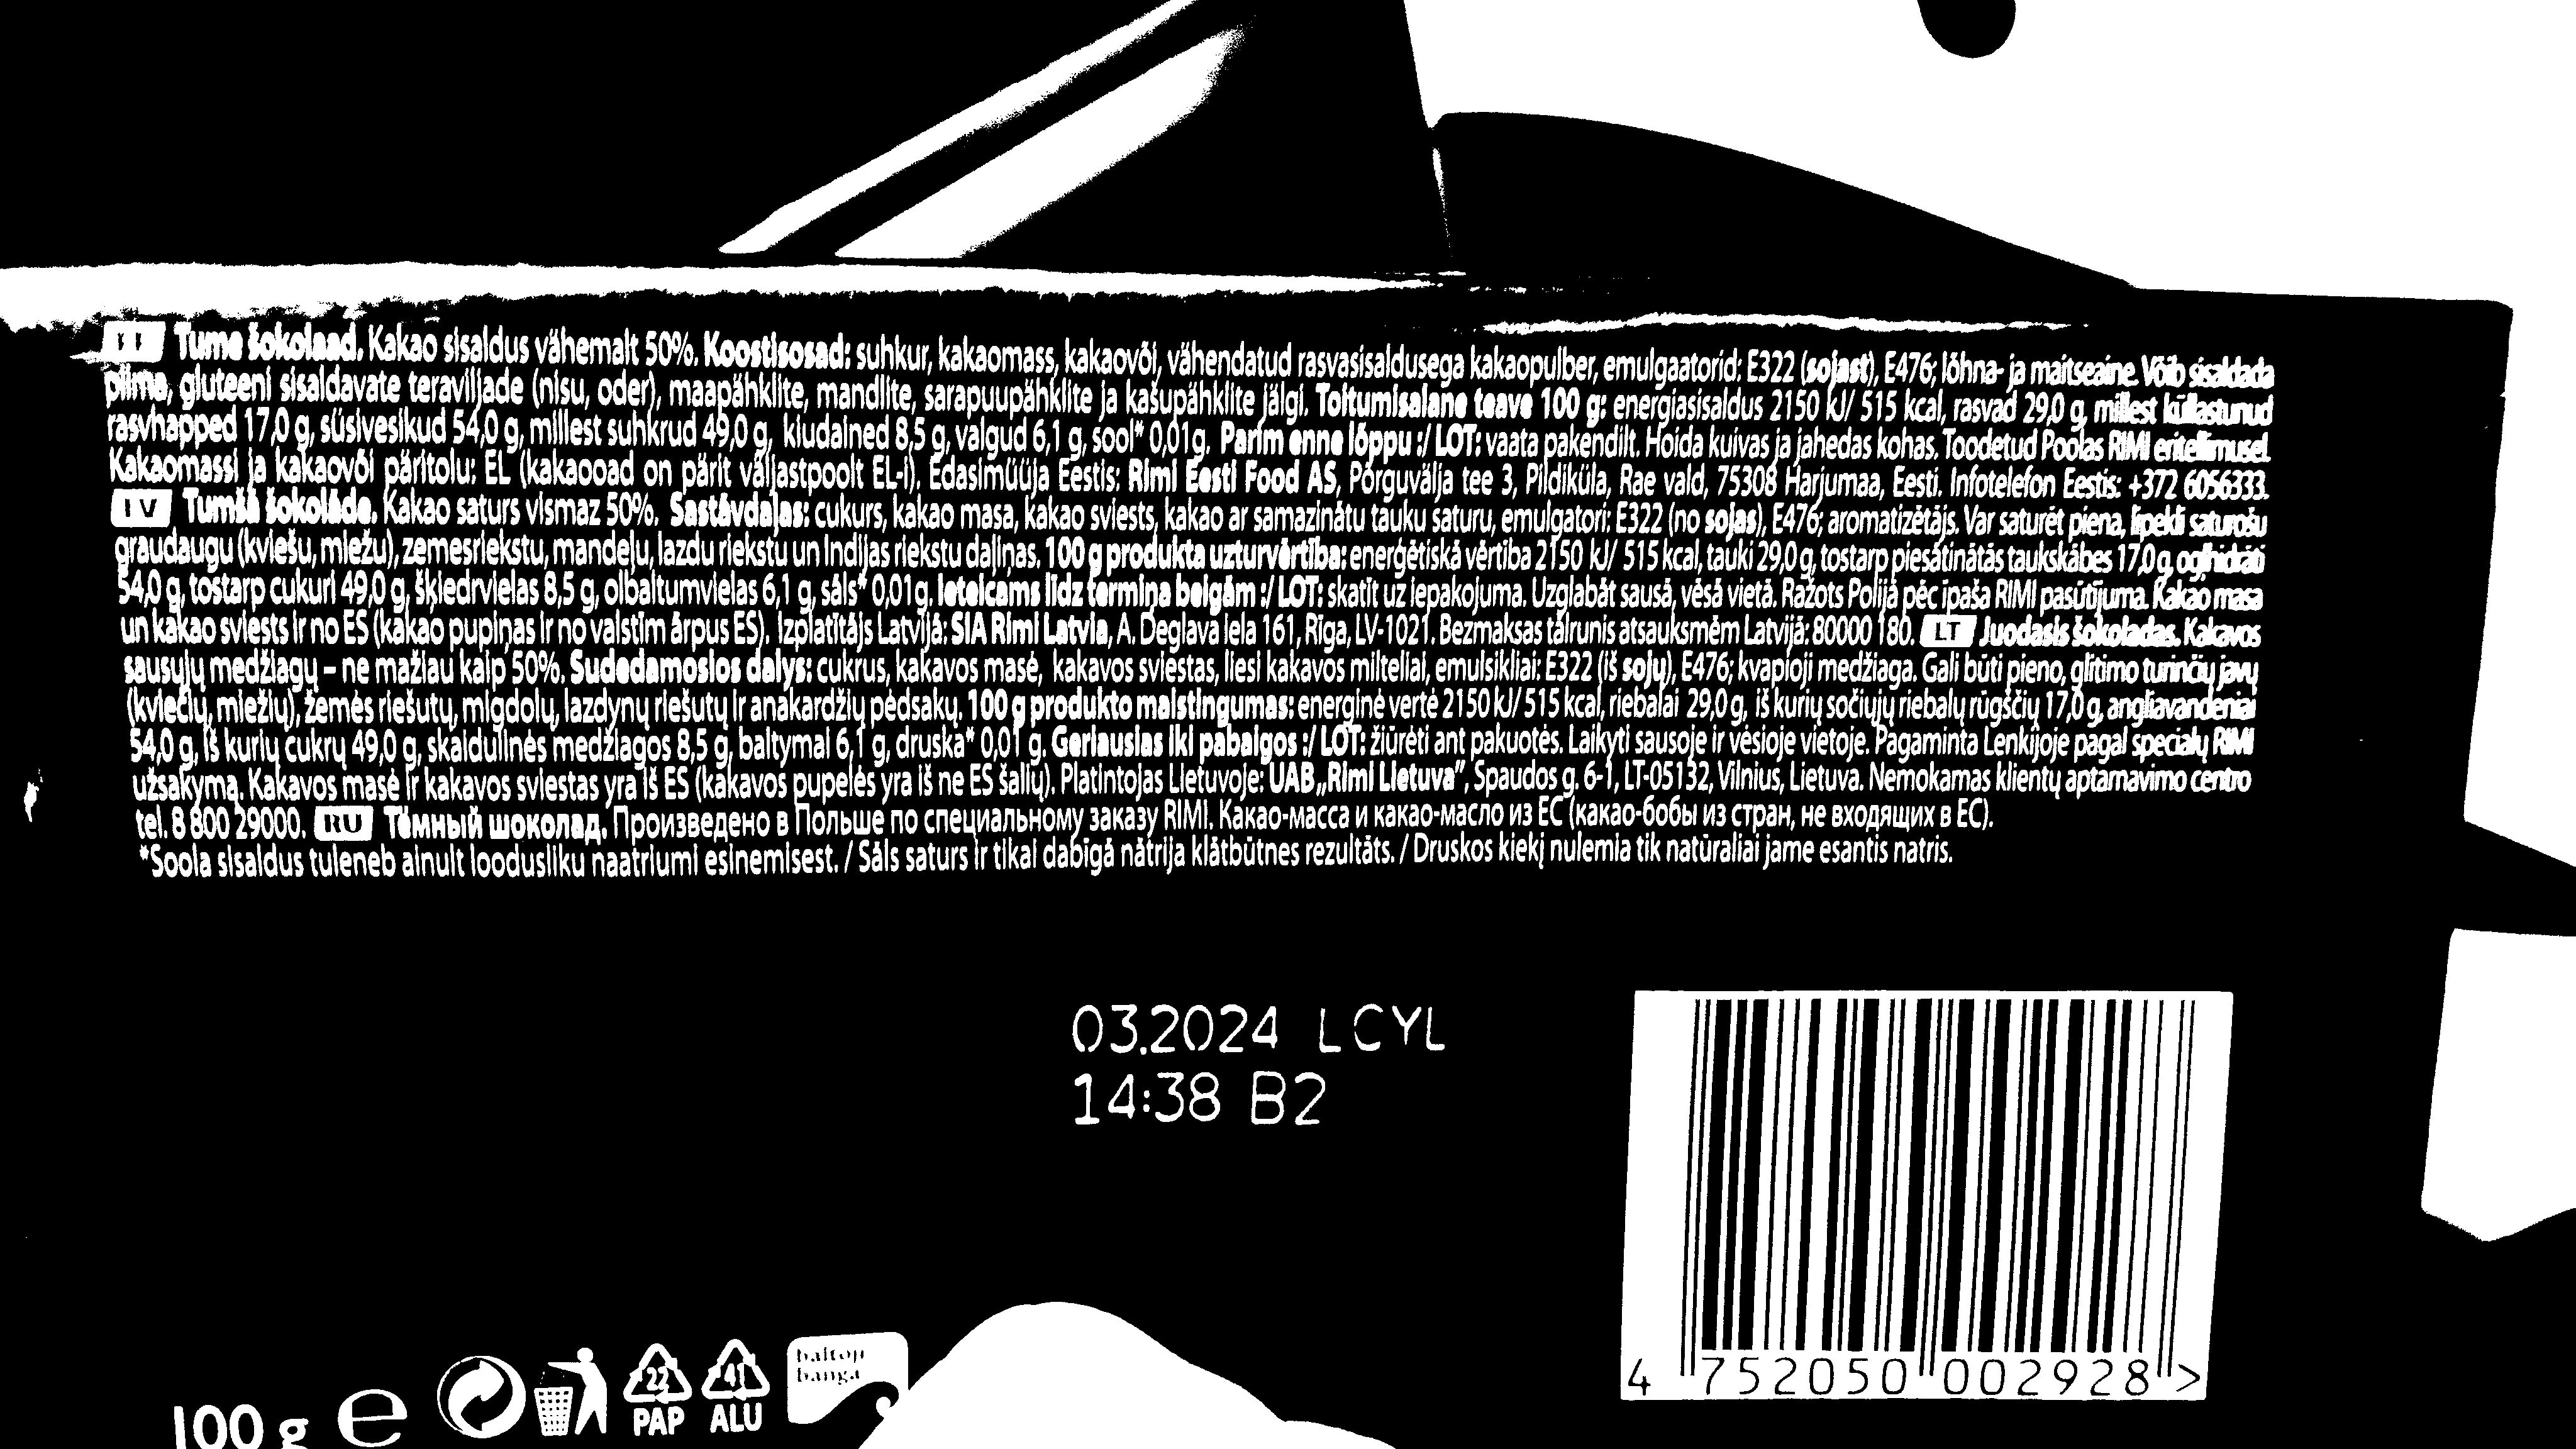 Tume šokolaad. Kakao sisaldus vähemalt 50%. Koostisosad: suhkur, kakaomass, kakaovõi, vähendatud rasvasisaldusega kakaopulber, emulgaatorid: E322 (sojast), E476; lõhna- ja maitseaine. Võib sisaldada
piima, gluteeni sisaldavate teraviljade (nisu, oder), maapähklite, mandlite, sarapuupähklite ja kašupähklite jälgi. Toitumisalane teave 100 g: energiasisaldus 2150 kJ/ 515 kcal, rasvad 29,0 g, millest küllastunud
rasvhapped 17,0 g, süsivesikud 54,0 g, millest suhkrud 49,0 g, kiudained 8,5 g, valgud 6,1 g, sool* 0,01g. Parim enne lõppu :/ LOT: vaata pakendilt. Hoida kuivas ja jahedas kohas. Toodetud Poolas RIMI eritellimusel.
Kakaomassi ja kakaovõi päritolu: EL (kakaooad on pärit väljastpoolt EL-i). Edasimüüja Eestis: Rimi Eesti Food AS, Põrguvälja tee 3, Pildiküla, Rae vald, 75308 Harjumaa, Eesti. Infotelefon Eestis: +372 6056333.
LV Tumšā šokolāde. Kakao saturs vismaz 50%. Sastāvdaļas: cukurs, kakao masa, kakao sviests, kakao ar samazinātu tauku saturu, emulgatori: E322 (no sojas), E476; aromatizētājs. Var saturēt piena, lipekli saturošu
graudaugu (kviešu, miežu), zemesriekstu, mandeļu, lazdu riekstu un Indijas riekstu daļiņas. 100 g produkta uzturvērtība: enerģētiskā vērtība 2150 kJ/ 515 kcal, tauki 29,0 g, tostarp piesātinātās taukskābes 17,0 g, ogļhidrāti
54,0 g, tostarp cukuri 49,0 g, šķiedrvielas 8,5 g, olbaltumvielas 6,1 g, sāls* 0,01g. Ieteicams līdz termiņa beigām :/ LOT: skatīt uz iepakojuma. Uzglabāt sausā, vēsā vietā. Ražots Polijā pēc īpaša RIMI pasūtījuma. Kakao masa
un kakao sviests ir no ES (kakao pupiņas ir no valstīm ārpus ES). Izplatītājs Latvijā: SIA Rimi Latvia, A. Deglava iela 161, Rīga, LV-1021. Bezmaksas tālrunis atsauksmēm Latvijā: 80000 180. LT Juodasis šokoladas. Kakavos
sausųjų medžiagų – ne mažiau kaip 50%. Sudedamosios dalys: cukrus, kakavos masė, kakavos sviestas, liesi kakavos milteliai, emulsikliai: E322 (iš sojų), E476; kvapioji medžiaga. Gali būti pieno, glitimo turinčių javų
(kviečių, miežių), žemės riešutų, migdolų, lazdynų riešutų ir anakardžių pėdsakų. 100 g produkto maistingumas: energinė vertė 2150 kJ/ 515 kcal, riebalai 29,0 g, iš kurių sočiųjų riebalų rūgščių 17,0 g, angliavandeniai
54,0 g, iš kurių cukrų 49,0 g, skaidulinės medžiagos 8,5 g, baltymai 6,1 g, druska* 0,01 g. Geriausias iki pabaigos :/ LOT: žiūrėti ant pakuotės. Laikyti sausoje ir vėsioje vietoje. Pagaminta Lenkijoje pagal specialų RIMI
užsakymą. Kakavos masė ir kakavos sviestas yra iš ES (kakavos pupelės yra iš ne ES šalių). Platintojas Lietuvoje: UAB „Rimi Lietuva", Spaudos g. 6-1, LT-05132, Vilnius, Lietuva. Nemokamas klientų aptarnavimo centro
tel. 8 800 29000. RU Тёмный шоколад. Произведено в Польше по специальному заказу RIMI. Какао-масса и какао-масло из ЕС (какао-бобы из стран, не входящих в ЕС).
*Soola sisaldus tuleneb ainult loodusliku naatriumi esinemisest. / Sāls saturs ir tikai dabīgā nātrija klātbūtnes rezultāts. / Druskos kiekį nulemia tik natūraliai jame esantis natris.
03.2024 LCYL
14:38 B2
4 752050 002928 >
100 g e
22 PAP
41 ALU
baltoji
banga